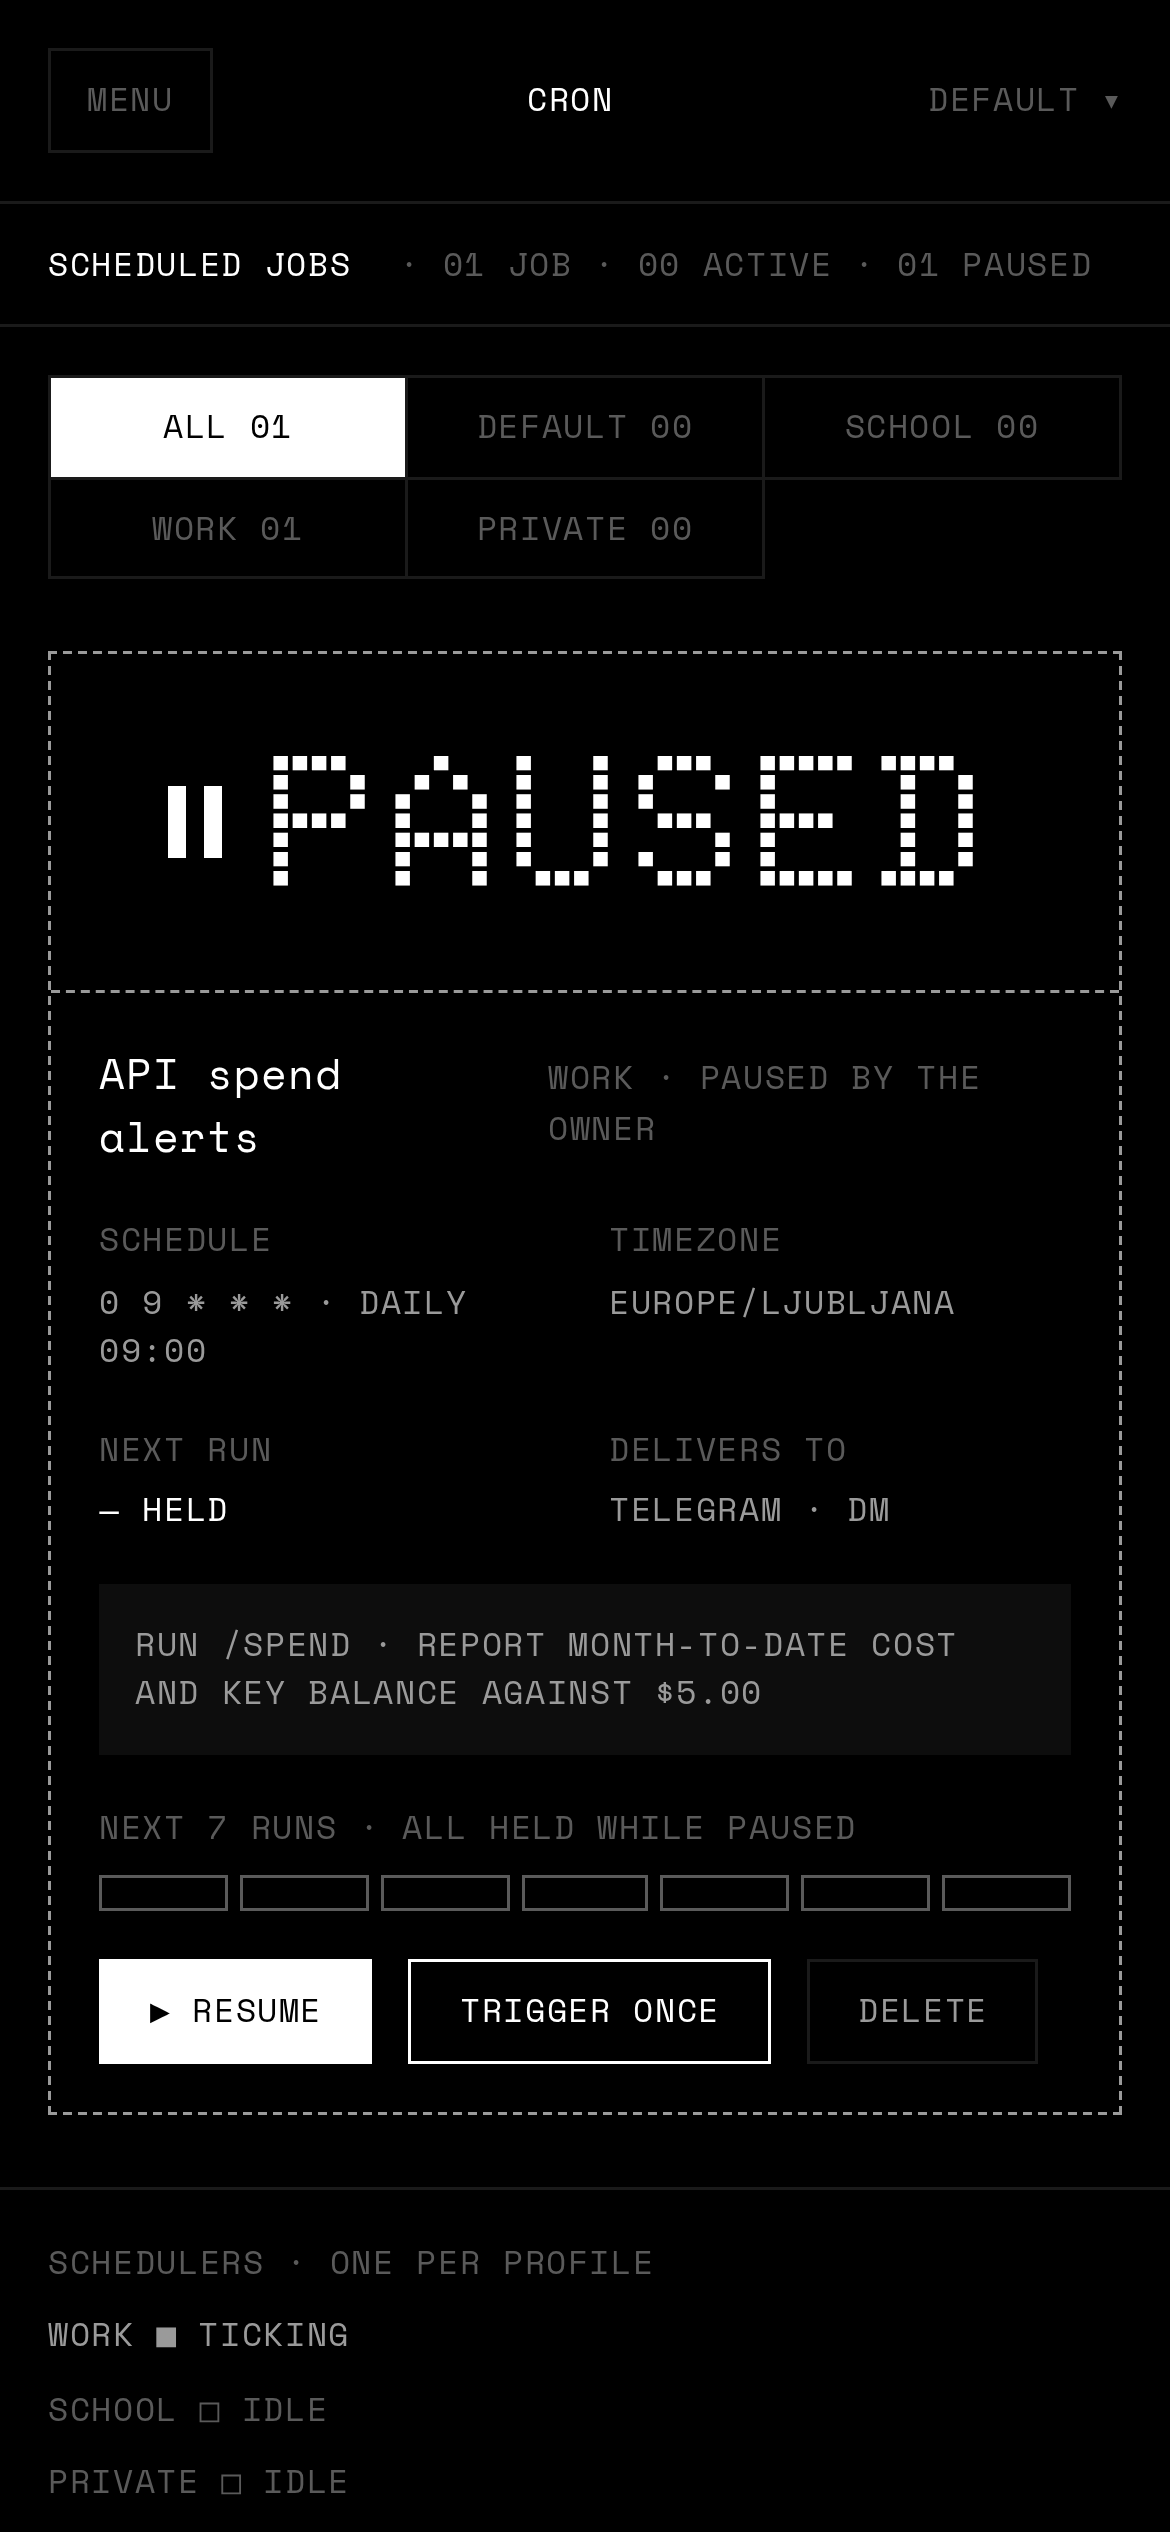 MENU
CRON
DEFAULT ▾
SCHEDULED JOBS · 01 JOB · 00 ACTIVE · 01 PAUSED
ALL 01
DEFAULT 00
SCHOOL 00
WORK 01
PRIVATE 00
PAUSED
API spend
alerts
WORK · PAUSED BY THE
OWNER
SCHEDULE
0 9 * * * · DAILY
09:00
TIMEZONE
EUROPE/LJUBLJANA
NEXT RUN
— HELD
DELIVERS TO
TELEGRAM · DM
RUN /SPEND · REPORT MONTH-TO-DATE COST
AND KEY BALANCE AGAINST $5.00
NEXT 7 RUNS · ALL HELD WHILE PAUSED
▶ RESUME
TRIGGER ONCE
DELETE
SCHEDULERS · ONE PER PROFILE
WORK ■ TICKING
SCHOOL □ IDLE
PRIVATE □ IDLE